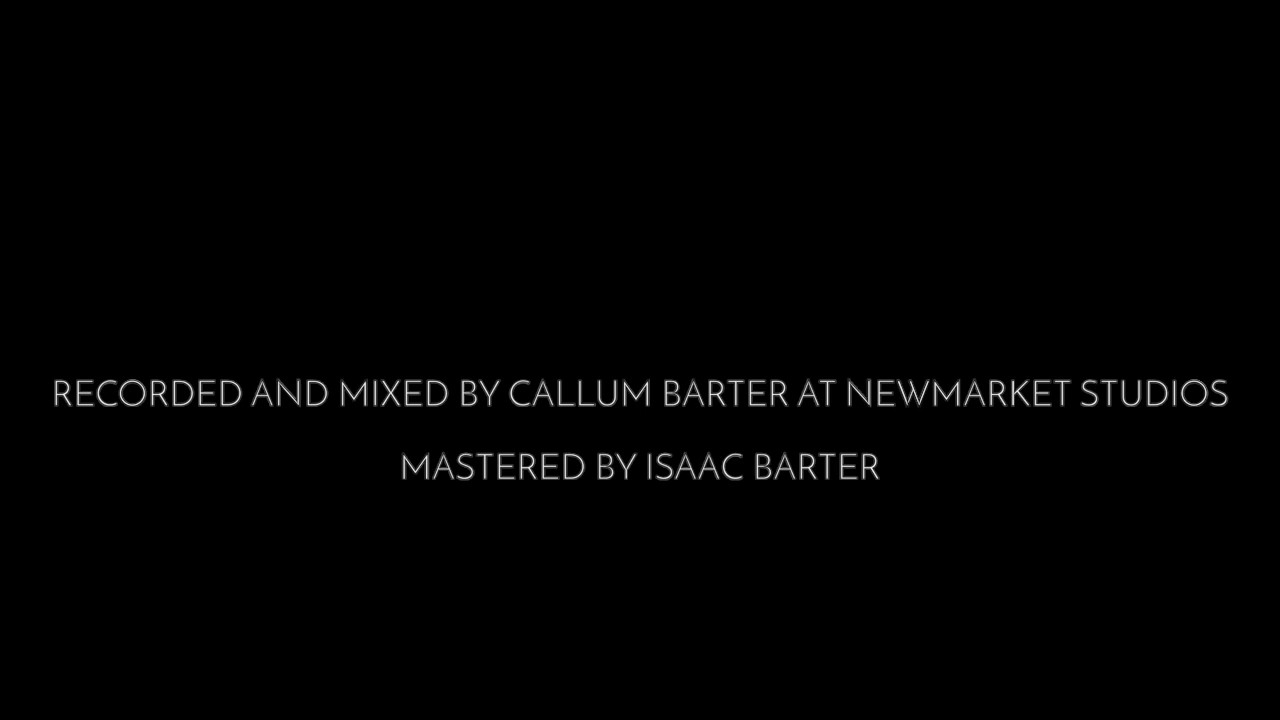 RECORDED AND MIXED BY CALLUM BARTER AT NEWMARKET STUDIOS
MASTERED BY ISAAC BARTER